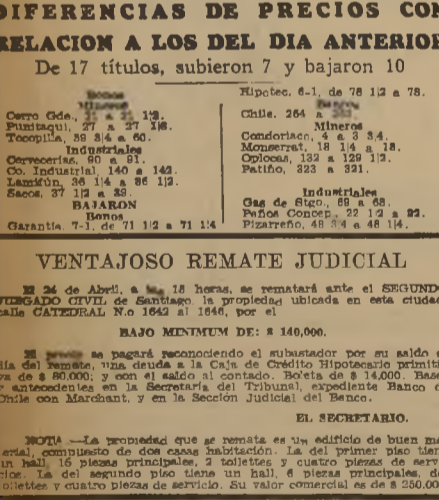 DIFERENCIAS DE PRECIOS CON
RELACION A LOS DEL DIA ANTERIOR
De 17 títulos, subieron 7 y bajaron 10
Bonos
Mineros
Cerro Gde., a 1|2.
Punitaqui, 27 a 27 1|8.
Tocopilla, 59 3|4 a 60.
Industriales
Cervecerías, 90 a 91.
Co. Industrial, 140 a 142.
Lanifún, 36 1|4 a 36 1|2.
Sacos, 37 1|2 a 39.
BAJARON
Bonos
Garantía. 7-1, de 71 1|2 a 71 1|4
Hipotec. 6-1, de 78 1|2 a 78.
Chile. 264 a
Mineros
Condoriaco, 4 a 3 3|4.
Monserrat, 18 1|4 a 18.
Oplocas, 132 a 129 1|2.
Patiño, 323 a 321.
Industriales
Gas de Stgo., 69 a 68.
Paños Concep., 22 1|2 a 22.
Pizarreño, 48 3|4 a 48 1|4.
VENTAJOSO REMATE JUDICIAL
El 24 de Abril, a 15 horas, se rematará ante el SEGUNDO
JUZGADO CIVIL de Santiago, la propiedad ubicada en esta ciudad
calle CATEDRAL N.o 1642 al 1646, por el
BAJO MINIMUM DE: $ 140,000.
El se pagará reconociendo el subastador por su saldo
día del remate, una deuda a la Caja de Crédito Hipotecario
de $ 80.000; y con el saldo al contado. Boleta de $ 14.000. Bases
y antecedentes en la Secretaría del Tribunal, expediente Banco
Chile con Marchant, y en la Sección Judicial del Banco.
EL SECRETARIO.
NOTA.—La propiedad que se remata es un edificio de buen
compuesto de dos casas habitación. La del primer piso
un hall, 16 piezas principales, 2 toilettes y cuatro piezas de
La del segundo piso tiene un hall, 6 piezas principales,
toilettes y cuatro piezas de servicio. Su valor comercial es de $ 250.00